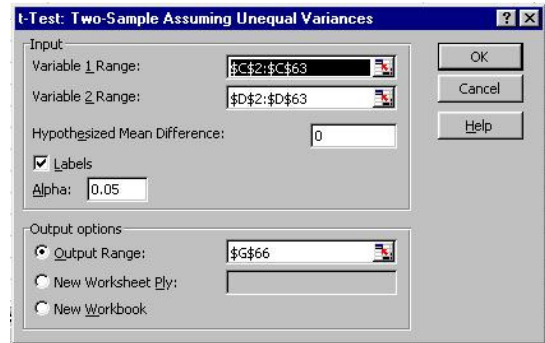 t-Test: Two-Sample Assuming Unequal Variances
Input
Variable 1 Range: $C$2:$C$63
Variable 2 Range: $D$2:$D$63
Hypothesized Mean Difference: 0
Labels
Alpha: 0.05
OK
Cancel
Help
Output options
Output Range: $G$66
New Worksheet Ply:
New Workbook